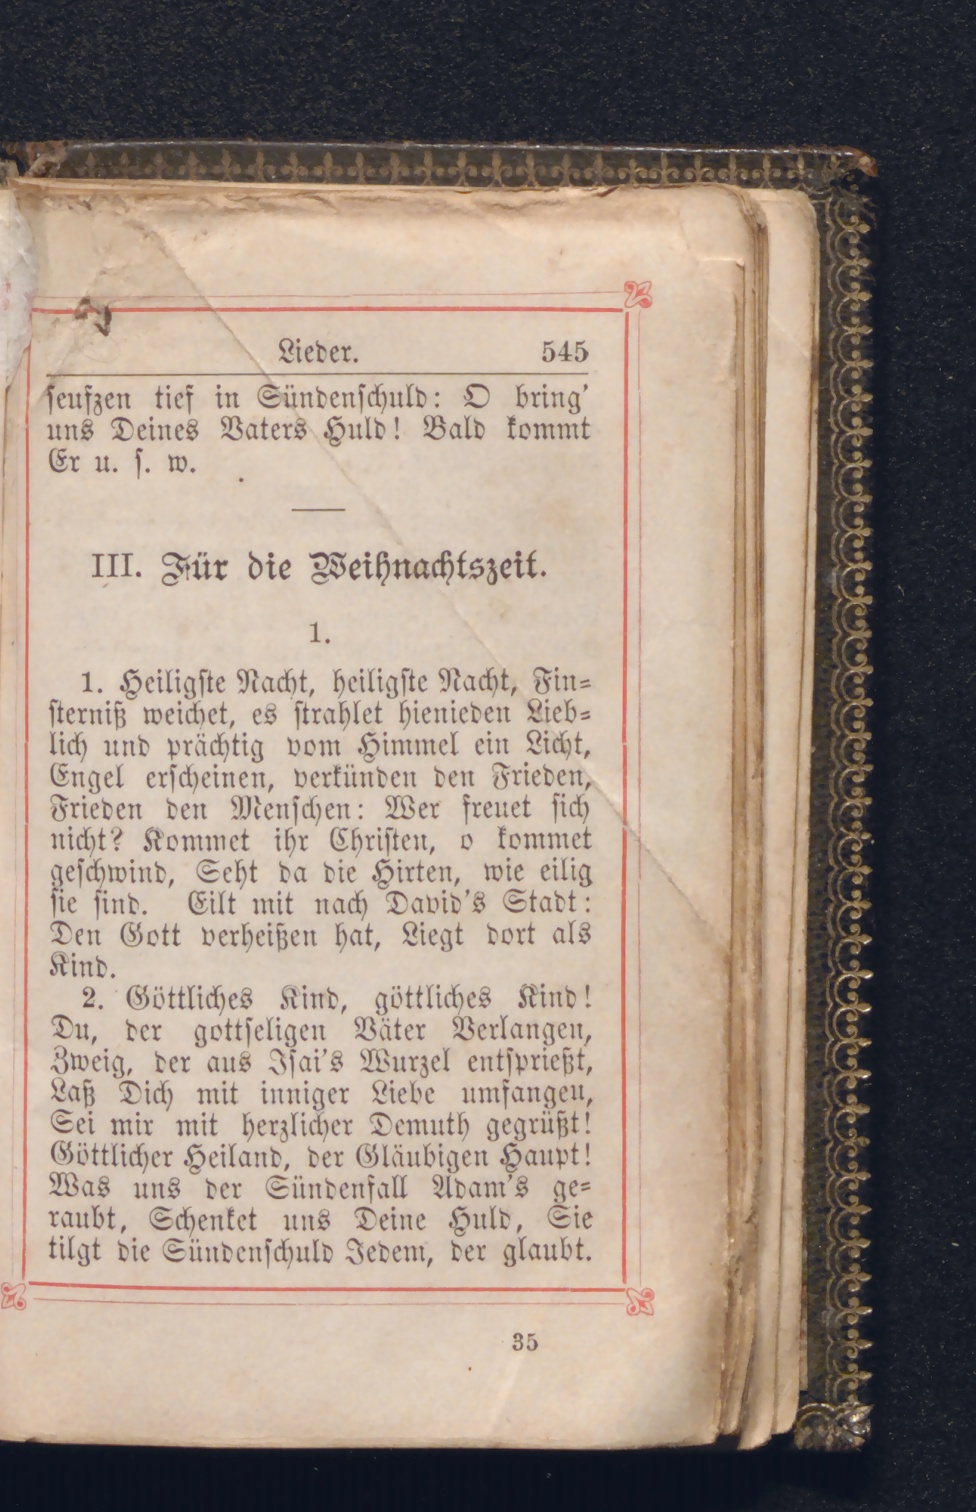 Lieder. 545
seufzen tief in Sündenschuld: O bring'
uns Deines Vaters Huld! Bald kommt
Er u. s. w.
III. Für die Weihnachtszeit.
1.
1. Heiligste Nacht, heiligste Nacht, Fin-
sterniß weichet, es strahlet hienieden Lieb-
lich und prächtig vom Himmel ein Licht,
Engel erscheinen, verkünden den Frieden,
Frieden den Menschen: Wer freuet sich
nicht? Kommet ihr Christen, o kommet
geschwind, Seht da die Hirten, wie eilig
sie sind. Eilt mit nach David's Stadt:
Den Gott verheißen hat, Liegt dort als
Kind.
2. Göttliches Kind, göttliches Kind!
Du, der gottseligen Väter Verlangen,
Zweig, der aus Isai's Wurzel entsprießt,
Laß Dich mit inniger Liebe umfangen,
Sei mir mit herzlicher Demuth gegrüßt!
Göttlicher Heiland, der Gläubigen Haupt!
Was uns der Sündenfall Adam's ge-
raubt, Schenket uns Deine Huld, Sie
tilgt die Sündenschuld Jedem, der glaubt.
35